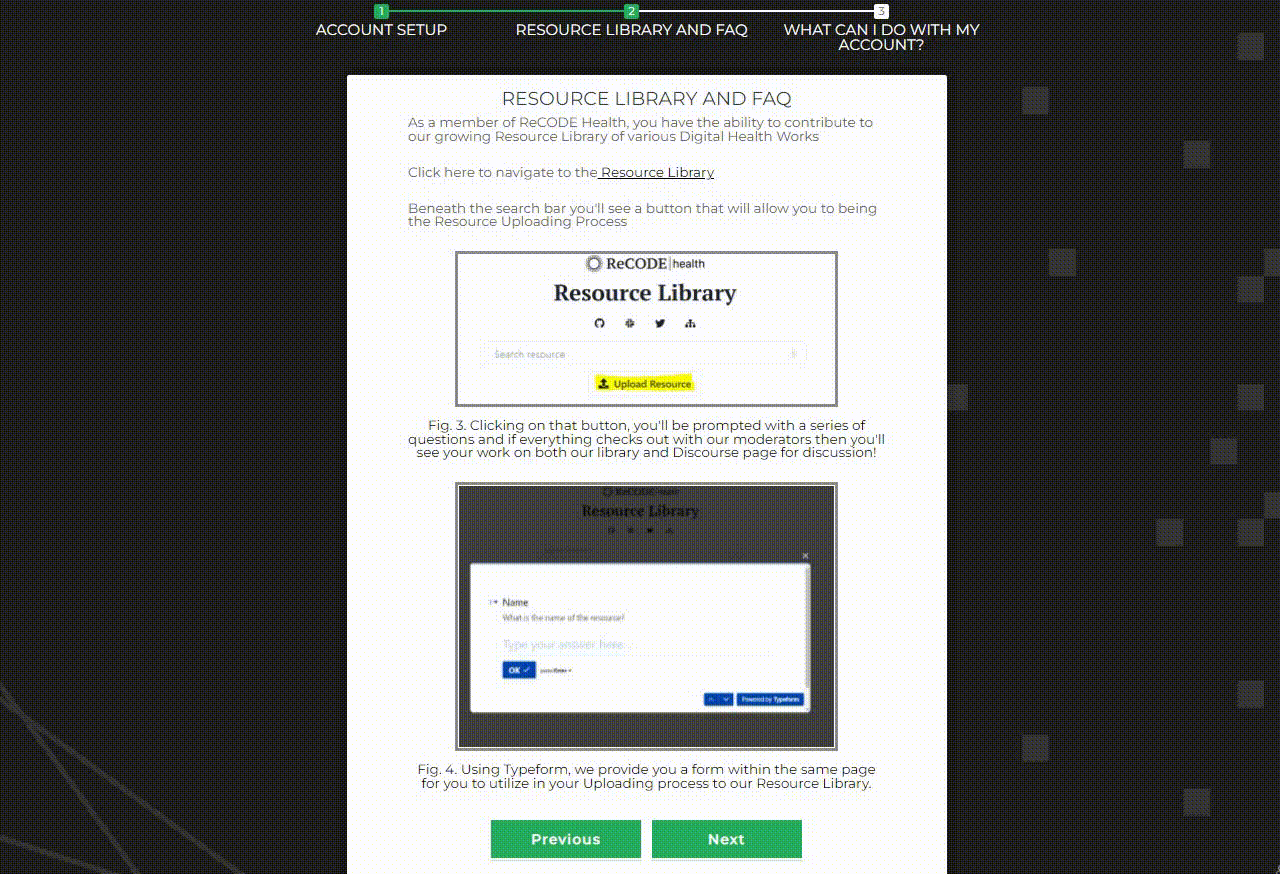 1 2 3
ACCOUNT SETUP RESOURCE LIBRARY AND FAQ WHAT CAN I DO WITH MY
ACCOUNT?
RESOURCE LIBRARY AND FAQ
As a member of ReCODE Health, you have the ability to contribute to
our growing Resource Library of various Digital Health Works
Click here to navigate to the Resource Library
Beneath the search bar you'll see a button that will allow you to being
the Resource Uploading Process
ReCODE health
Resource Library
Search resource
Upload Resource
Fig. 3. Clicking on that button, you'll be prompted with a series of
questions and if everything checks out with our moderators then you'll
see your work on both our library and Discourse page for discussion!
ReCODE health
Resource Library
Name
What is the name of the resource?
Type your answer here...
OK
press Enter
Powered by Typeform
Fig. 4. Using Typeform, we provide you a form within the same page
for you to utilize in your Uploading process to our Resource Library.
Previous Next